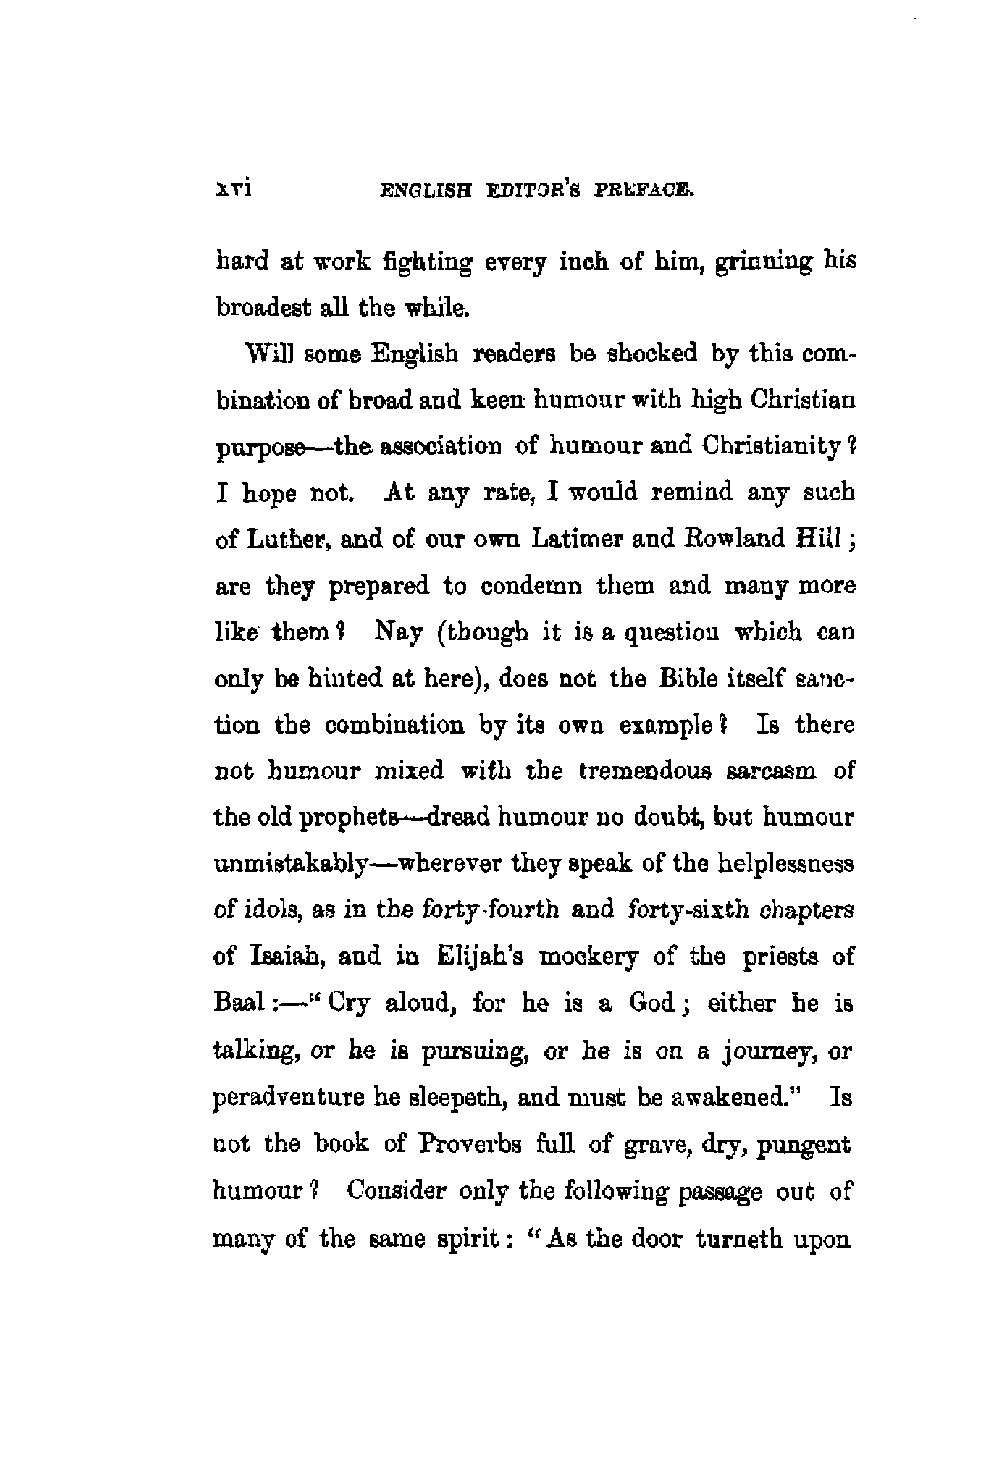 xvi ENGLISH EDITOR'S PREFACE.
hard at work fighting every inch of him, grinning his
broadest all the while.
Will some English readers be shocked by this com-
bination of broad and keen humour with high Christian
purpose—the association of humour and Christianity?
I hope not. At any rate, I would remind any such
of Luther, and of our own Latimer and Rowland Hill;
are they prepared to condemn them and many more
like them? Nay (though it is a question which can
only be hinted at here), does not the Bible itself sanc-
tion the combination by its own example? Is there
not humour mixed with the tremendous sarcasm of
the old prophets—dread humour no doubt, but humour
unmistakably—wherever they speak of the helplessness
of idols, as in the forty-fourth and forty-sixth chapters
of Isaiah, and in Elijah's mockery of the priests of
Baal:—"Cry aloud, for he is a God; either he is
talking, or he is pursuing, or he is on a journey, or
peradventure he sleepeth, and must be awakened." Is
not the book of Proverbs full of grave, dry, pungent
humour? Consider only the following passage out of
many of the same spirit: "As the door turneth upon